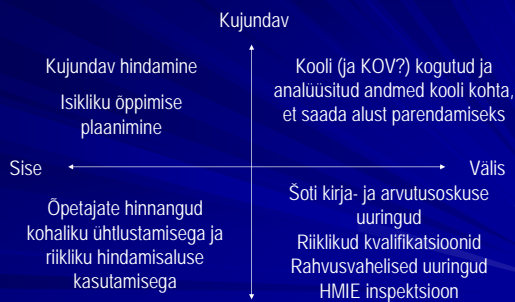 Kujundav
Kujundav hindamine
Isikliku õppimise
plaanimine
Kooli (ja KOV?) kogutud ja
analüüsitud andmed kooli kohta,
et saada alust parendamiseks
Sise
Välis
Õpetajate hinnangud
kohaliku ühtlustamisega ja
riikliku hindamisaluse
kasutamisega
Šoti kirja- ja arvutusoskuse
uuringud
Riiklikud kvalifikatsioonid
Rahvusvahelised uuringud
HMIE inspektsioon